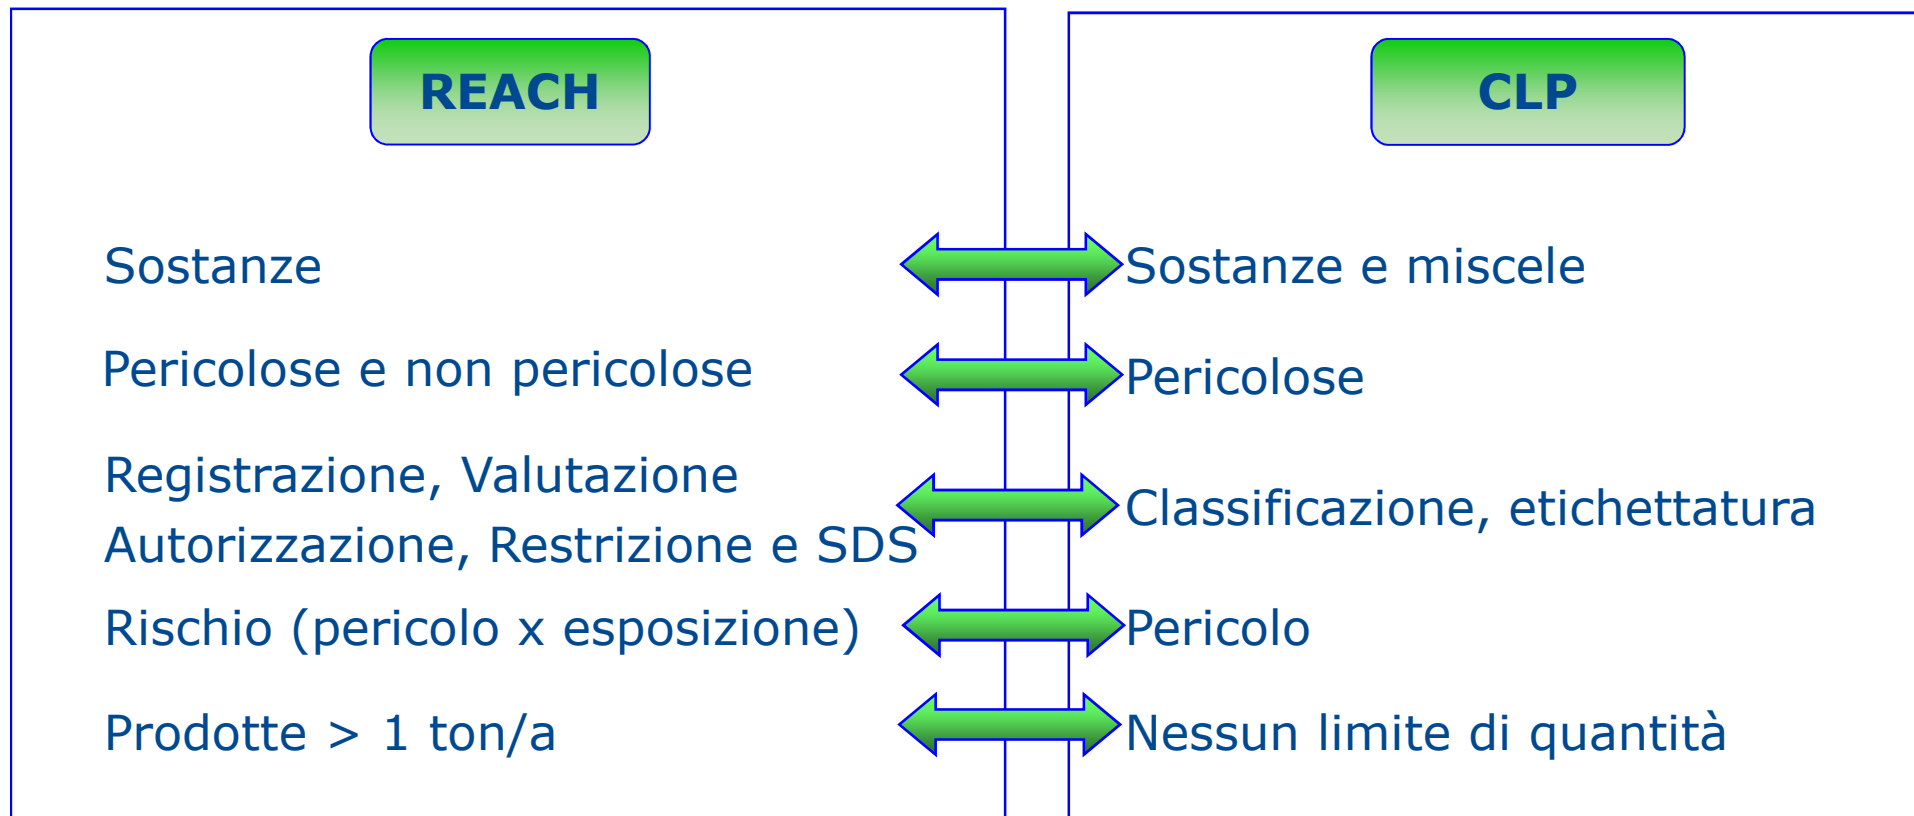 REACH
CLP
Sostanze
Sostanze e miscele
Pericolose e non pericolose
Pericolose
Registrazione, Valutazione
Autorizzazione, Restrizione e SDS
Classificazione, etichettatura
Rischio (pericolo x esposizione)
Pericolo
Prodotte > 1 ton/a
Nessun limite di quantità